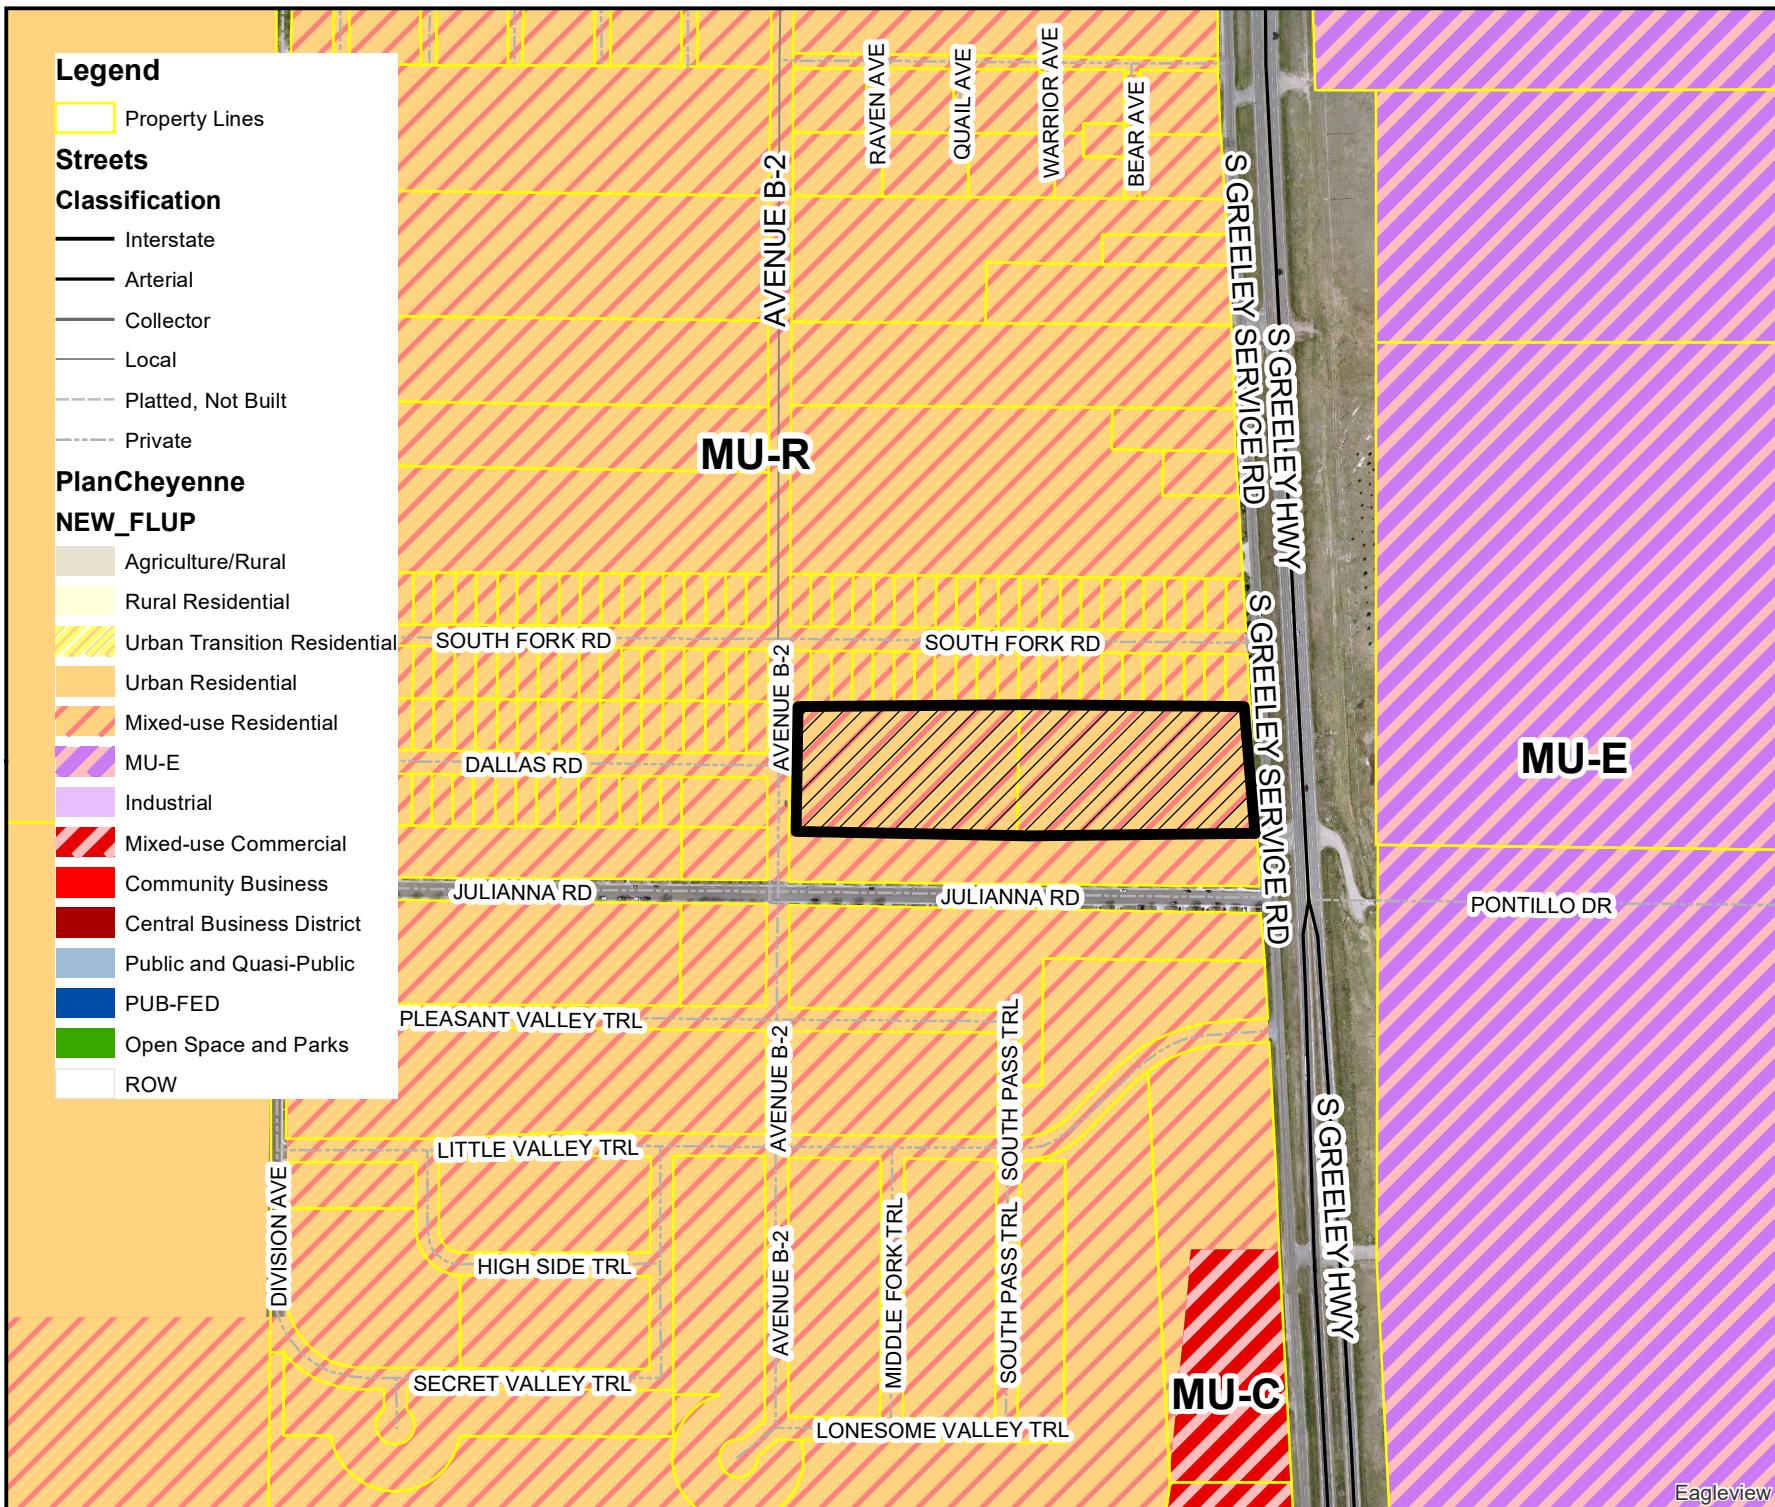 Legend
Property Lines
Streets
Classification
Interstate
Arterial
Collector
Local
Platted, Not Built
Private
PlanCheyenne
NEW_FLUP
Agriculture/Rural
Rural Residential
Urban Transition Residential
Urban Residential
Mixed-use Residential
MU-E
Industrial
Mixed-use Commercial
Community Business
Central Business District
Public and Quasi-Public
PUB-FED
Open Space and Parks
ROW
RAVEN AVE
QUAIL AVE
WARRIOR AVE
BEAR AVE
AVENUE B-2
S GREELEY SERVICE RD
S GREELEY HWY
MU-R
SOUTH FORK RD
SOUTH FORK RD
AVENUE B-2
S GREELEY SERVICE RD
DALLAS RD
MU-E
JULIANNA RD
JULIANNA RD
PONTILLO DR
PLEASANT VALLEY TRL
AVENUE B-2
SOUTH PASS TRL
LITTLE VALLEY TRL
S GREELEY HWY
DIVISION AVE
HIGH SIDE TRL
AVENUE B-2
MIDDLE FORK TRL
SOUTH PASS TRL
SECRET VALLEY TRL
MU-C
LONESOME VALLEY TRL
Eagleview